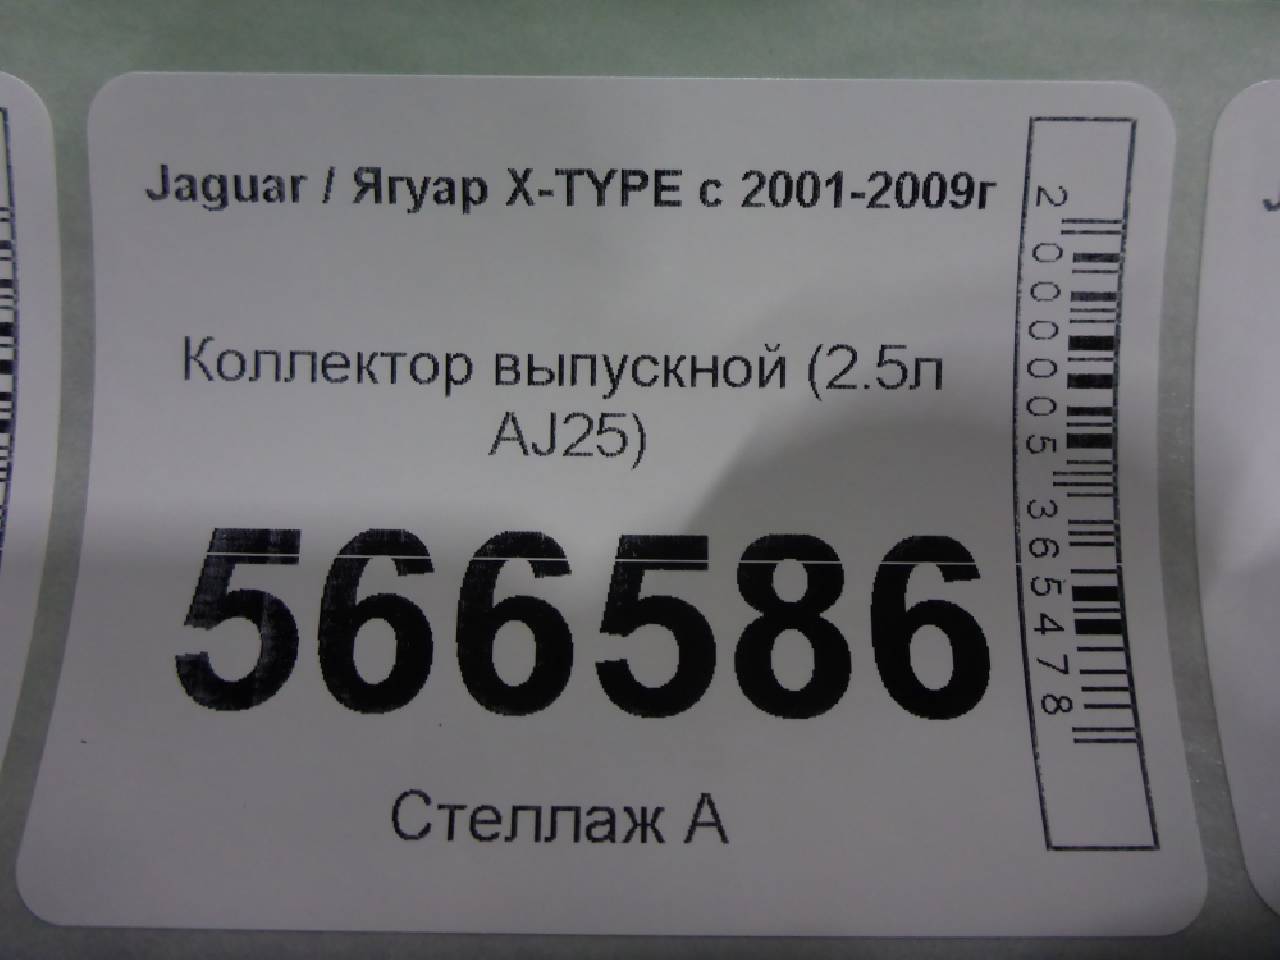 Jaguar / Ягуар X-TYPE с 2001-2009г
Коллектор выпускной (2.5л
AJ25)
566586
Стеллаж А
2000005365478